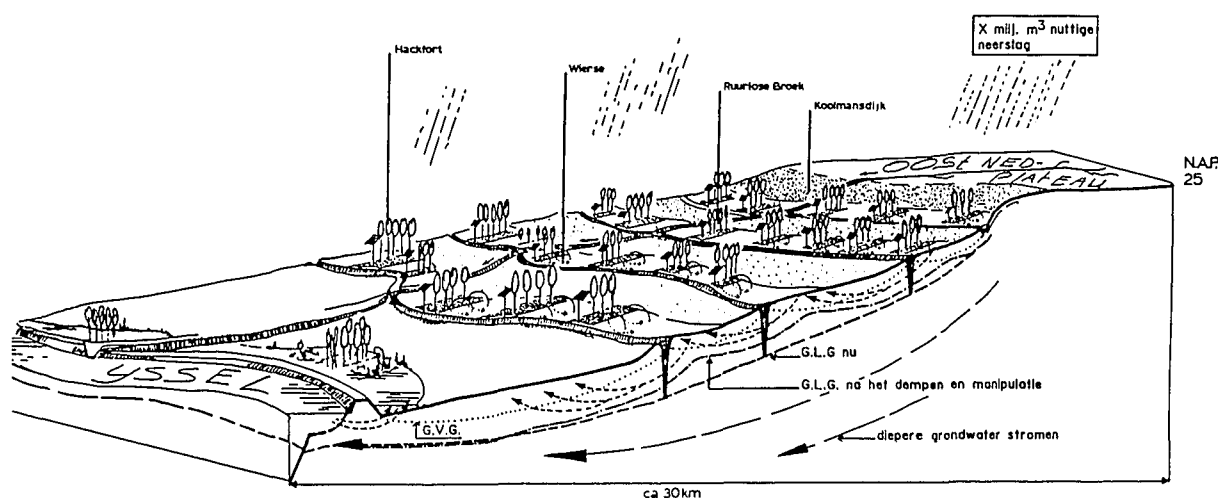 X milj. m³ nuttige
neerslag
Hackfort
Wierse
Ruurlose Broek
Koolmansdijk
OOST NED-
PLATEAU
N.A.P.
25
IJSSEL
G.L.G nu
G.L.G. na het dempen en manipulatie
G.V.G.
diepere grondwater stromen
ca 30km